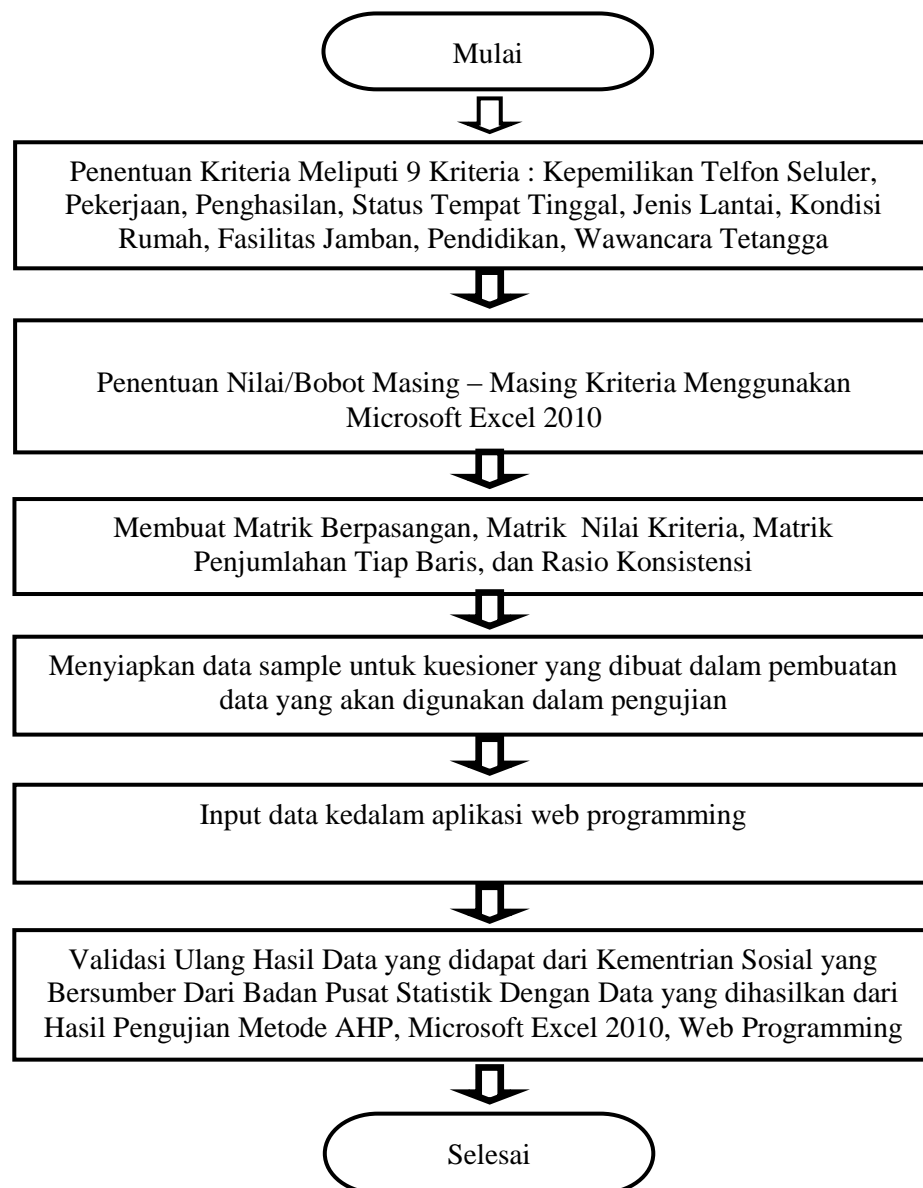 Mulai
Penentuan Kriteria Meliputi 9 Kriteria : Kepemilikan Telfon Seluler,
Pekerjaan, Penghasilan, Status Tempat Tinggal, Jenis Lantai, Kondisi
Rumah, Fasilitas Jamban, Pendidikan, Wawancara Tetangga
Penentuan Nilai/Bobot Masing – Masing Kriteria Menggunakan
Microsoft Excel 2010
Membuat Matrik Berpasangan, Matrik Nilai Kriteria, Matrik
Penjumlahan Tiap Baris, dan Rasio Konsistensi
Menyiapkan data sample untuk kuesioner yang dibuat dalam pembuatan
data yang akan digunakan dalam pengujian
Input data kedalam aplikasi web programming
Validasi Ulang Hasil Data yang didapat dari Kementrian Sosial yang
Bersumber Dari Badan Pusat Statistik Dengan Data yang dihasilkan dari
Hasil Pengujian Metode AHP, Microsoft Excel 2010, Web Programming
Selesai